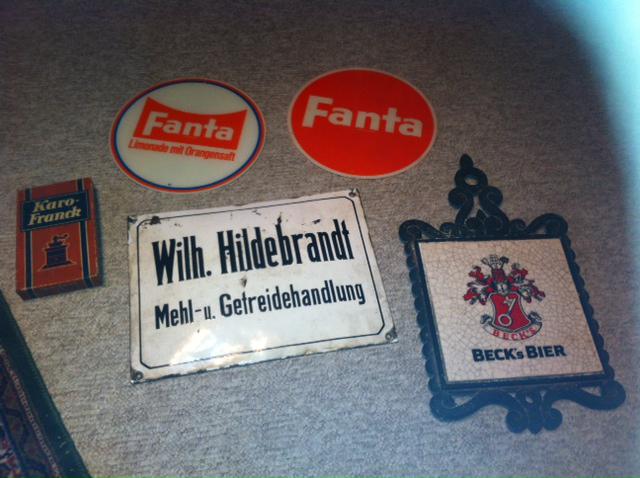 Fanta
Limonade mit Orangensaft
Fanta
Karo-
Franck
Wilh. Hildebrandt
Mehl- u. Getreidehandlung
BECK'S
BECK's BIER